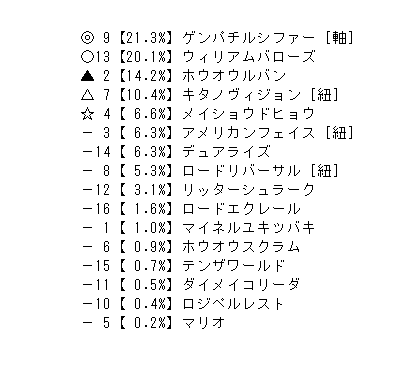 ◎ 9【21.3%】ゲンパチルシファー [軸]
○13【20.1%】ウィリアムバローズ
▲ 2【14.2%】ホウオウルバン
△ 7【10.4%】キタノヴィジョン [紐]
☆ 4【 6.6%】メイショウドヒョウ
－ 3【 6.3%】アメリカンフェイス [紐]
－14【 6.3%】デュアライズ
－ 8【 5.3%】ロードリバーサル [紐]
－12【 3.1%】リッターシュラーク
－16【 1.6%】ロードエクレール
－ 1【 1.0%】マイネルユキツバキ
－ 6【 0.9%】ホウオウスクラム
－15【 0.7%】テンザワールド
－11【 0.5%】ダイメイコリーダ
－10【 0.4%】ロジペルレスト
－ 5【 0.2%】マリオ